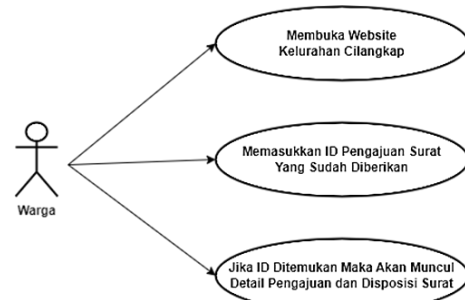 Membuka Website
Kelurahan Cilangkap
Memasukkan ID Pengajuan Surat
Yang Sudah Diberikan
Warga
Jika ID Ditemukan Maka Akan Muncul
Detail Pengajuan dan Disposisi Surat